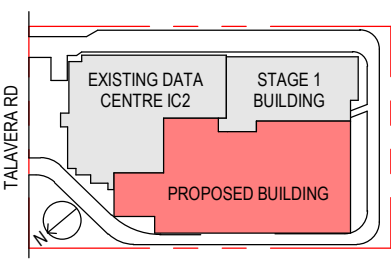 TALAVERA RD
EXISTING DATA
CENTRE IC2
STAGE 1
BUILDING
PROPOSED BUILDING
N